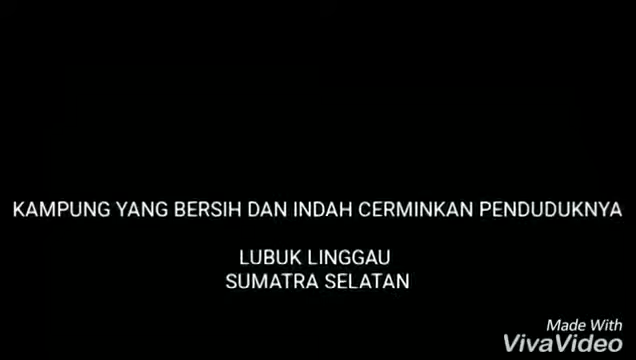 KAMPUNG YANG BERSIH DAN INDAH CERMINKAN PENDUDUKNYA
LUBUK LINGGAU
SUMATRA SELATAN
Made With
VivaVideo